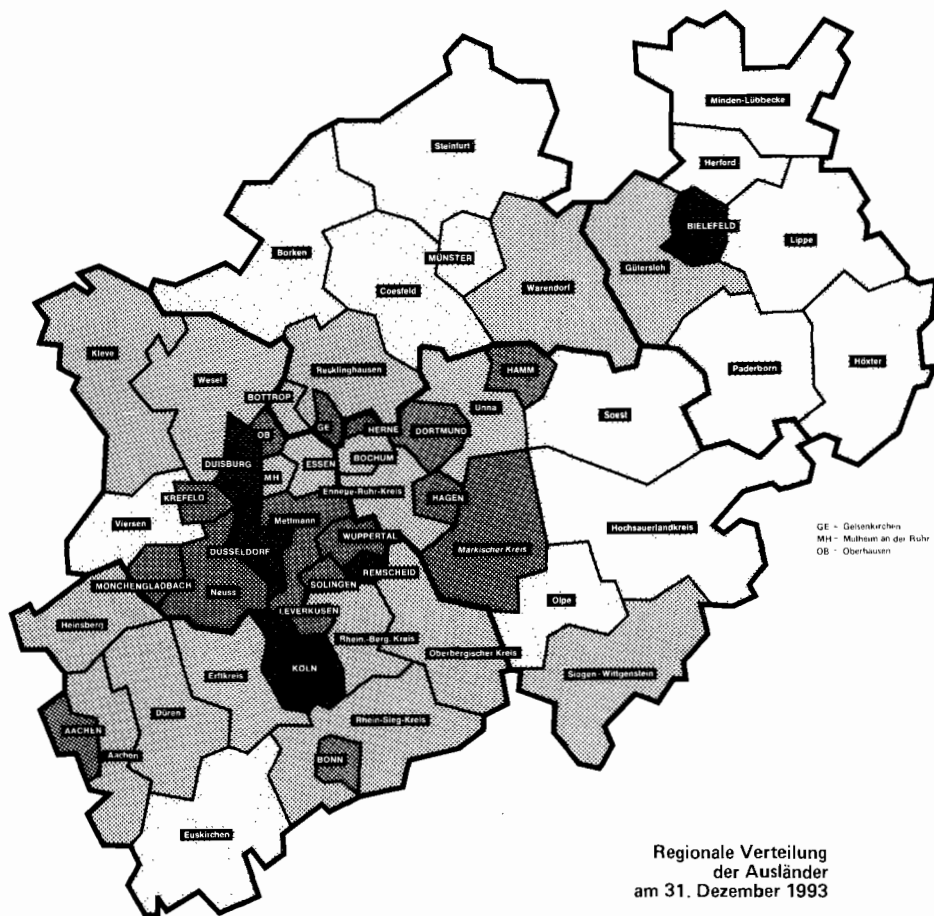 Minden-Lübbecke
Steinfurt
Herford
BIELEFELD
Lippe
Borken
MÜNSTER
Gütersloh
Coesfeld
Warendorf
Kleve
Paderborn
Höxter
Recklinghausen
HAMM
Wesel
BOTTROP
Unna
Soest
OB
GE
HERNE
DORTMUND
BOCHUM
DUISBURG
MH
ESSEN
KREFELD
Ennepe-Ruhr-Kreis
HAGEN
Viersen
Mettmann
WUPPERTAL
Märkischer Kreis
Hochsauerlandkreis
GE - Gelsenkirchen
MH - Mülheim an der Ruhr
OB - Oberhausen
DÜSSELDORF
REMSCHEID
MÖNCHENGLADBACH
Neuss
SOLINGEN
Olpe
LEVERKUSEN
Heinsberg
Rhein.-Berg. Kreis
Oberbergischer Kreis
KÖLN
Erftkreis
Siegen-Wittgenstein
Düren
Rhein-Sieg-Kreis
AACHEN
Aachen
BONN
Euskirchen
Regionale Verteilung
der Ausländer
am 31. Dezember 1993